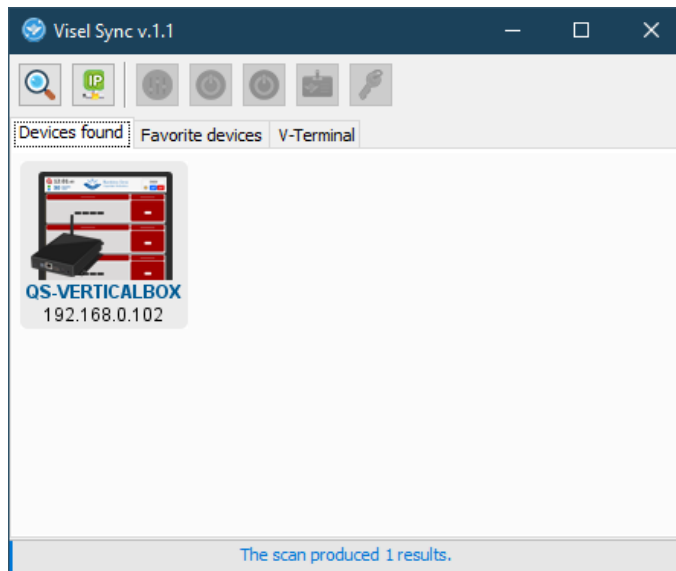 Visel Sync v.1.1
IP
Devices found
Favorite devices
V-Terminal
QS-VERTICALBOX
192.168.0.102
The scan produced 1 results.